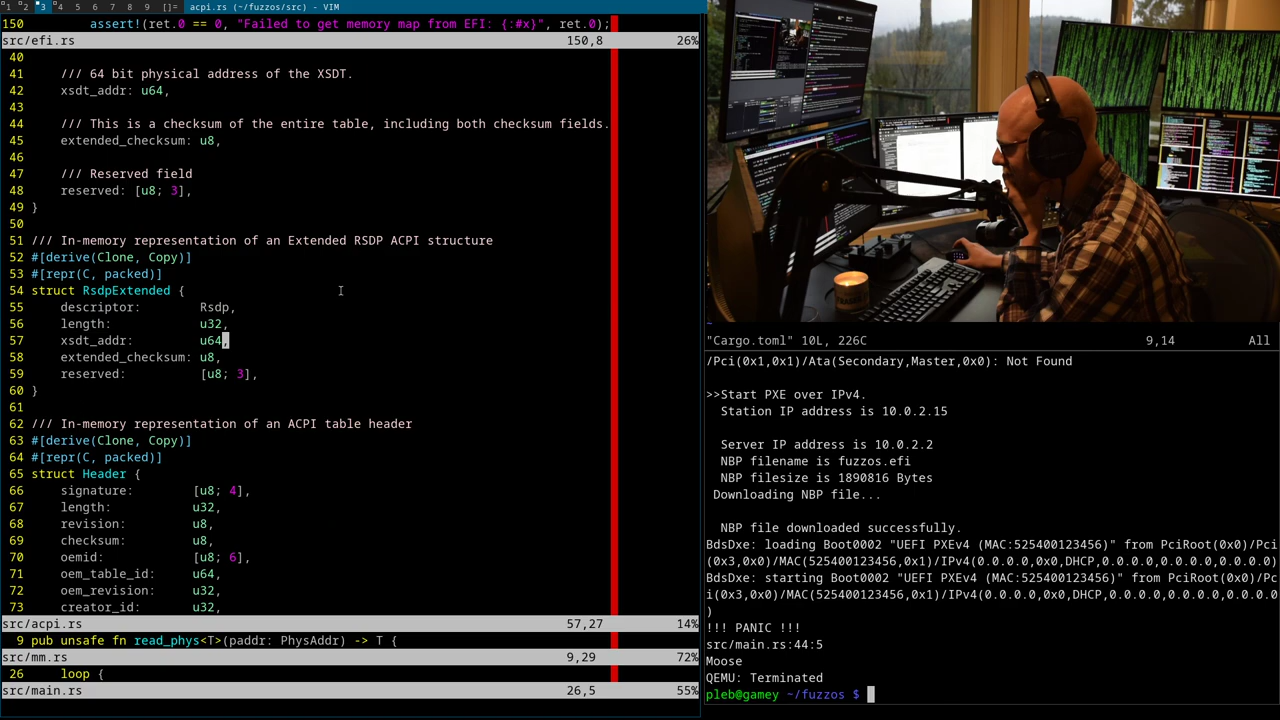 1 2 3 4 5 6 7 8 9 []= acpi.rs (~/fuzzos/src) - VIM
150         assert!(ret.0 == 0, "Failed to get memory map from EFI: {:#x}", ret.0);
src/efi.rs 150,8 26%
40
41     /// 64 bit physical address of the XSDT.
42     xsdt_addr: u64,
43
44     /// This is a checksum of the entire table, including both checksum fields.
45     extended_checksum: u8,
46
47     /// Reserved field
48     reserved: [u8; 3],
49 }
50
51 /// In-memory representation of an Extended RSDP ACPI structure
52 #[derive(Clone, Copy)]
53 #[repr(C, packed)]
54 struct RsdpExtended {
55     descriptor:        Rsdp,
56     length:            u32,
57     xsdt_addr:         u64,
58     extended_checksum: u8,
59     reserved:          [u8; 3],
60 }
61
62 /// In-memory representation of an ACPI table header
63 #[derive(Clone, Copy)]
64 #[repr(C, packed)]
65 struct Header {
66     signature:         [u8; 4],
67     length:            u32,
68     revision:          u8,
69     checksum:          u8,
70     oemid:             [u8; 6],
71     oem_table_id:      u64,
72     oem_revision:      u32,
73     creator_id:        u32,
src/acpi.rs 57,27 14%
9 pub unsafe fn read_phys<T>(paddr: PhysAddr) -> T {
src/mm.rs 9,29 72%
26     loop {
src/main.rs 26,5 55%
~
"Cargo.toml" 10L, 226C 9,14 All
/Pci(0x1,0x1)/Ata(Secondary,Master,0x0): Not Found
>>Start PXE over IPv4.
Station IP address is 10.0.2.15
Server IP address is 10.0.2.2
NBP filename is fuzzos.efi
NBP filesize is 1890816 Bytes
Downloading NBP file...
NBP file downloaded successfully.
BdsDxe: loading Boot0002 "UEFI PXEv4 (MAC:525400123456)" from PciRoot(0x0)/Pci
(0x3,0x0)/MAC(525400123456,0x1)/IPv4(0.0.0.0,0x0,DHCP,0.0.0.0,0.0.0.0,0.0.0.0)
BdsDxe: starting Boot0002 "UEFI PXEv4 (MAC:525400123456)" from PciRoot(0x0)/Pc
i(0x3,0x0)/MAC(525400123456,0x1)/IPv4(0.0.0.0,0x0,DHCP,0.0.0.0,0.0.0.0,0.0.0.0
)
!!! PANIC !!!
src/main.rs:44:5
Moose
QEMU: Terminated
pleb@gamey ~/fuzzos $